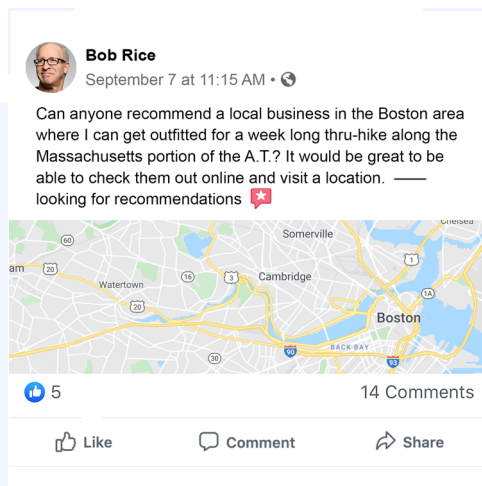 Bob Rice
September 7 at 11:15 AM •
Can anyone recommend a local business in the Boston area
where I can get outfitted for a week long thru-hike along the
Massachusetts portion of the A.T.? It would be great to be
able to check them out online and visit a location. ——
looking for recommendations
Chelsea
Somerville
60
1
am
20
16
3
Cambridge
Watertown
1A
20
Boston
BACK BAY
90
30
93
5
14 Comments
Like
Comment
Share